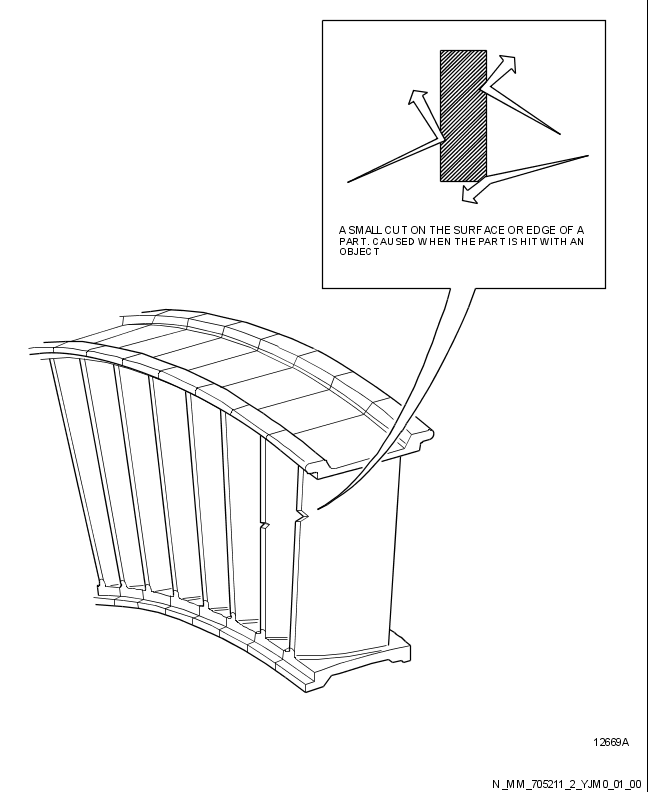 A SMALL CUT ON THE SURFACE OR EDGE OF A
PART. CAUSED WHEN THE PART IS HIT WITH AN
OBJECT
12669A
N_MM_705211_2_YJM0_01_00